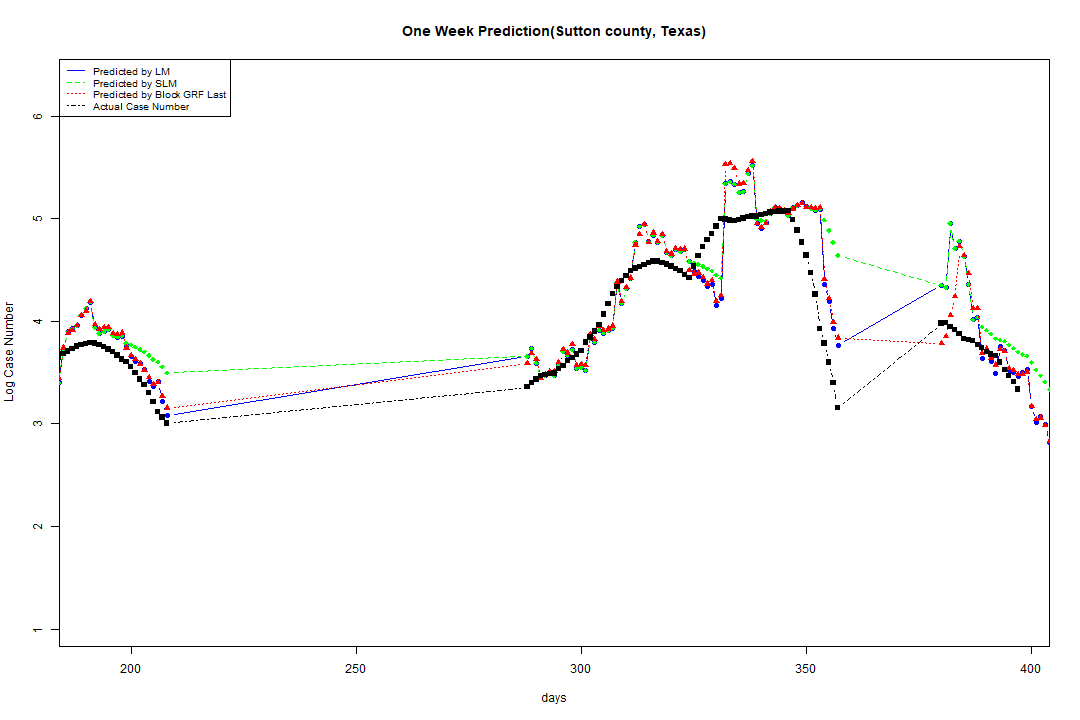 One Week Prediction(Sutton county, Texas)
Predicted by LM
Predicted by SLM
Predicted by Block GRF Last
Actual Case Number
6
5
4
3
2
1
Log Case Number
200
250
300
350
400
days